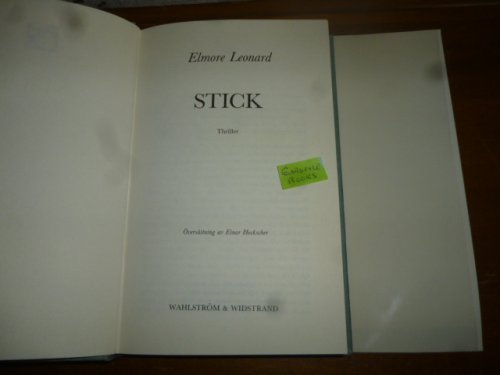 Elmore Leonard
STICK
Thriller
Översättning av Einar Heckscher
WAHLSTRÖM & WIDSTRAND